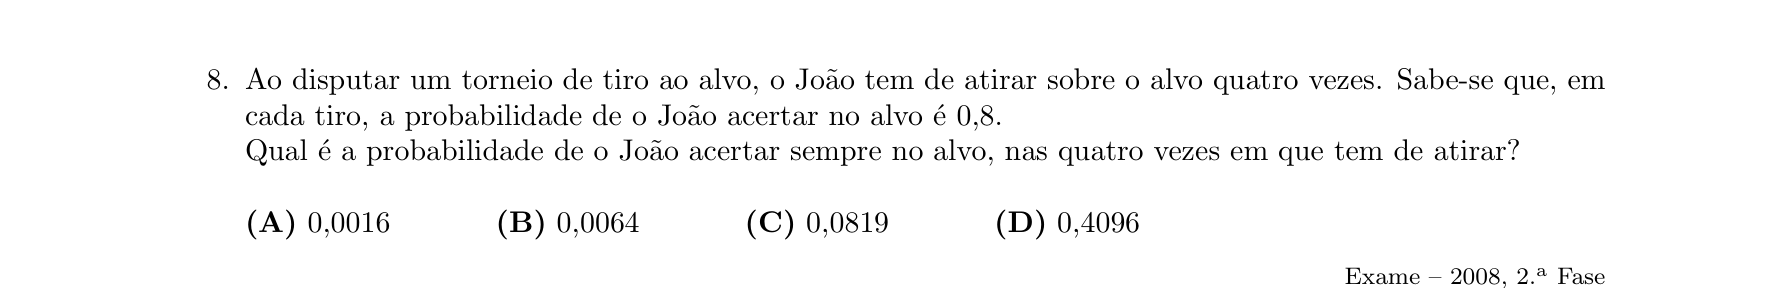 8. Ao disputar um torneio de tiro ao alvo, o João tem de atirar sobre o alvo quatro vezes. Sabe-se que, em
cada tiro, a probabilidade de o João acertar no alvo é 0,8.
Qual é a probabilidade de o João acertar sempre no alvo, nas quatro vezes em que tem de atirar?
(A) 0,0016 (B) 0,0064 (C) 0,0819 (D) 0,4096
Exame – 2008, 2.ª Fase